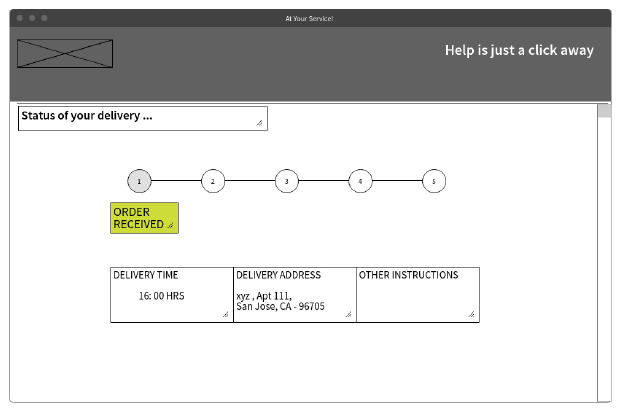 At Your Service!
Help is just a click away
Status of your delivery ...
1 2 3 4 5
ORDER
RECEIVED
DELIVERY TIME
16: 00 HRS
DELIVERY ADDRESS
xyz , Apt 111,
San Jose, CA - 96705
OTHER INSTRUCTIONS